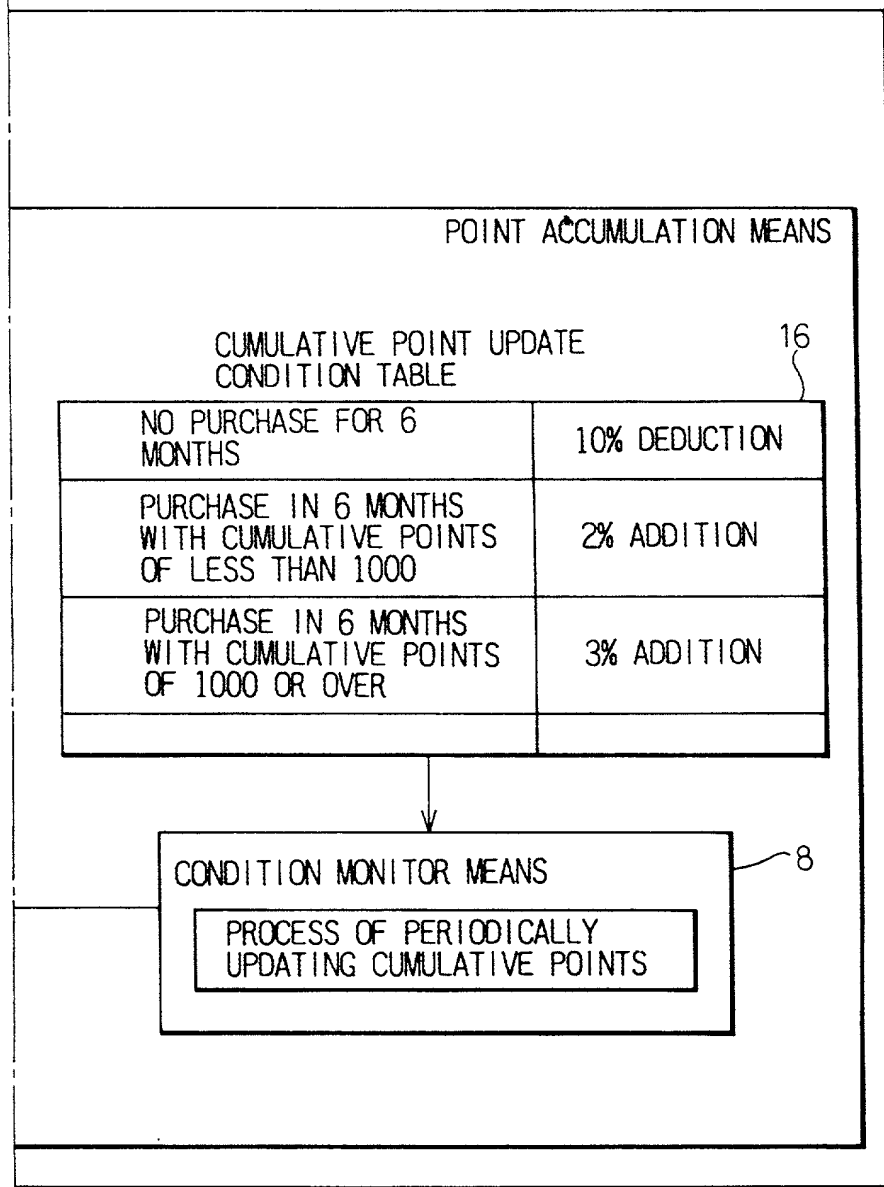 POINT ACCUMULATION MEANS
CUMULATIVE POINT UPDATE
CONDITION TABLE
16
NO PURCHASE FOR 6
MONTHS
10% DEDUCTION
PURCHASE IN 6 MONTHS
WITH CUMULATIVE POINTS
OF LESS THAN 1000
2% ADDITION
PURCHASE IN 6 MONTHS
WITH CUMULATIVE POINTS
OF 1000 OR OVER
3% ADDITION
CONDITION MONITOR MEANS
8
PROCESS OF PERIODICALLY
UPDATING CUMULATIVE POINTS